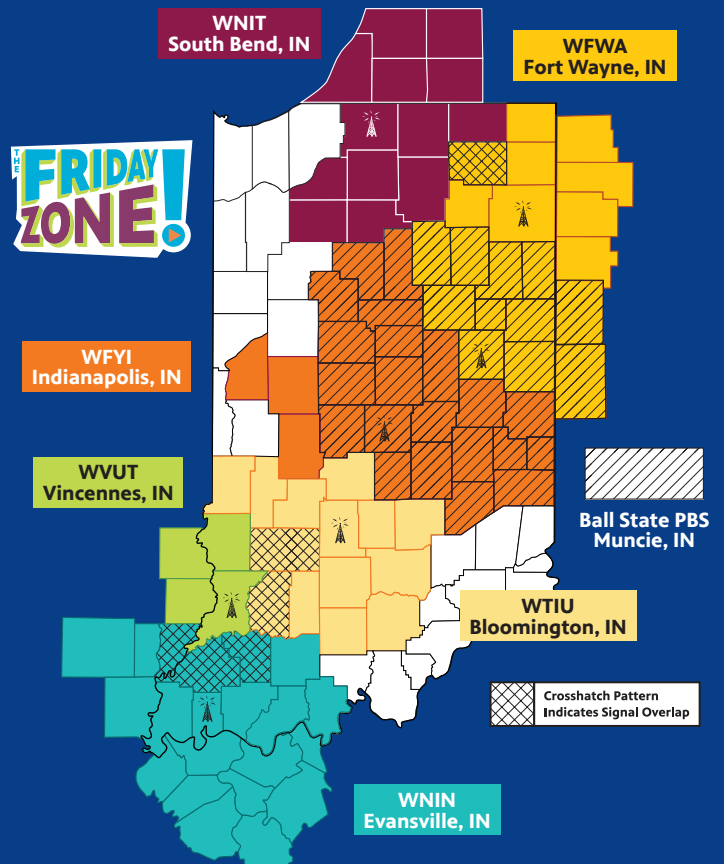 WNIT
South Bend, IN
WFWA
Fort Wayne, IN
THE
FRIDAY
ZONE!
WFYI
Indianapolis, IN
WVUT
Vincennes, IN
Ball State PBS
Muncie, IN
WTIU
Bloomington, IN
Crosshatch Pattern
Indicates Signal Overlap
WNIN
Evansville, IN